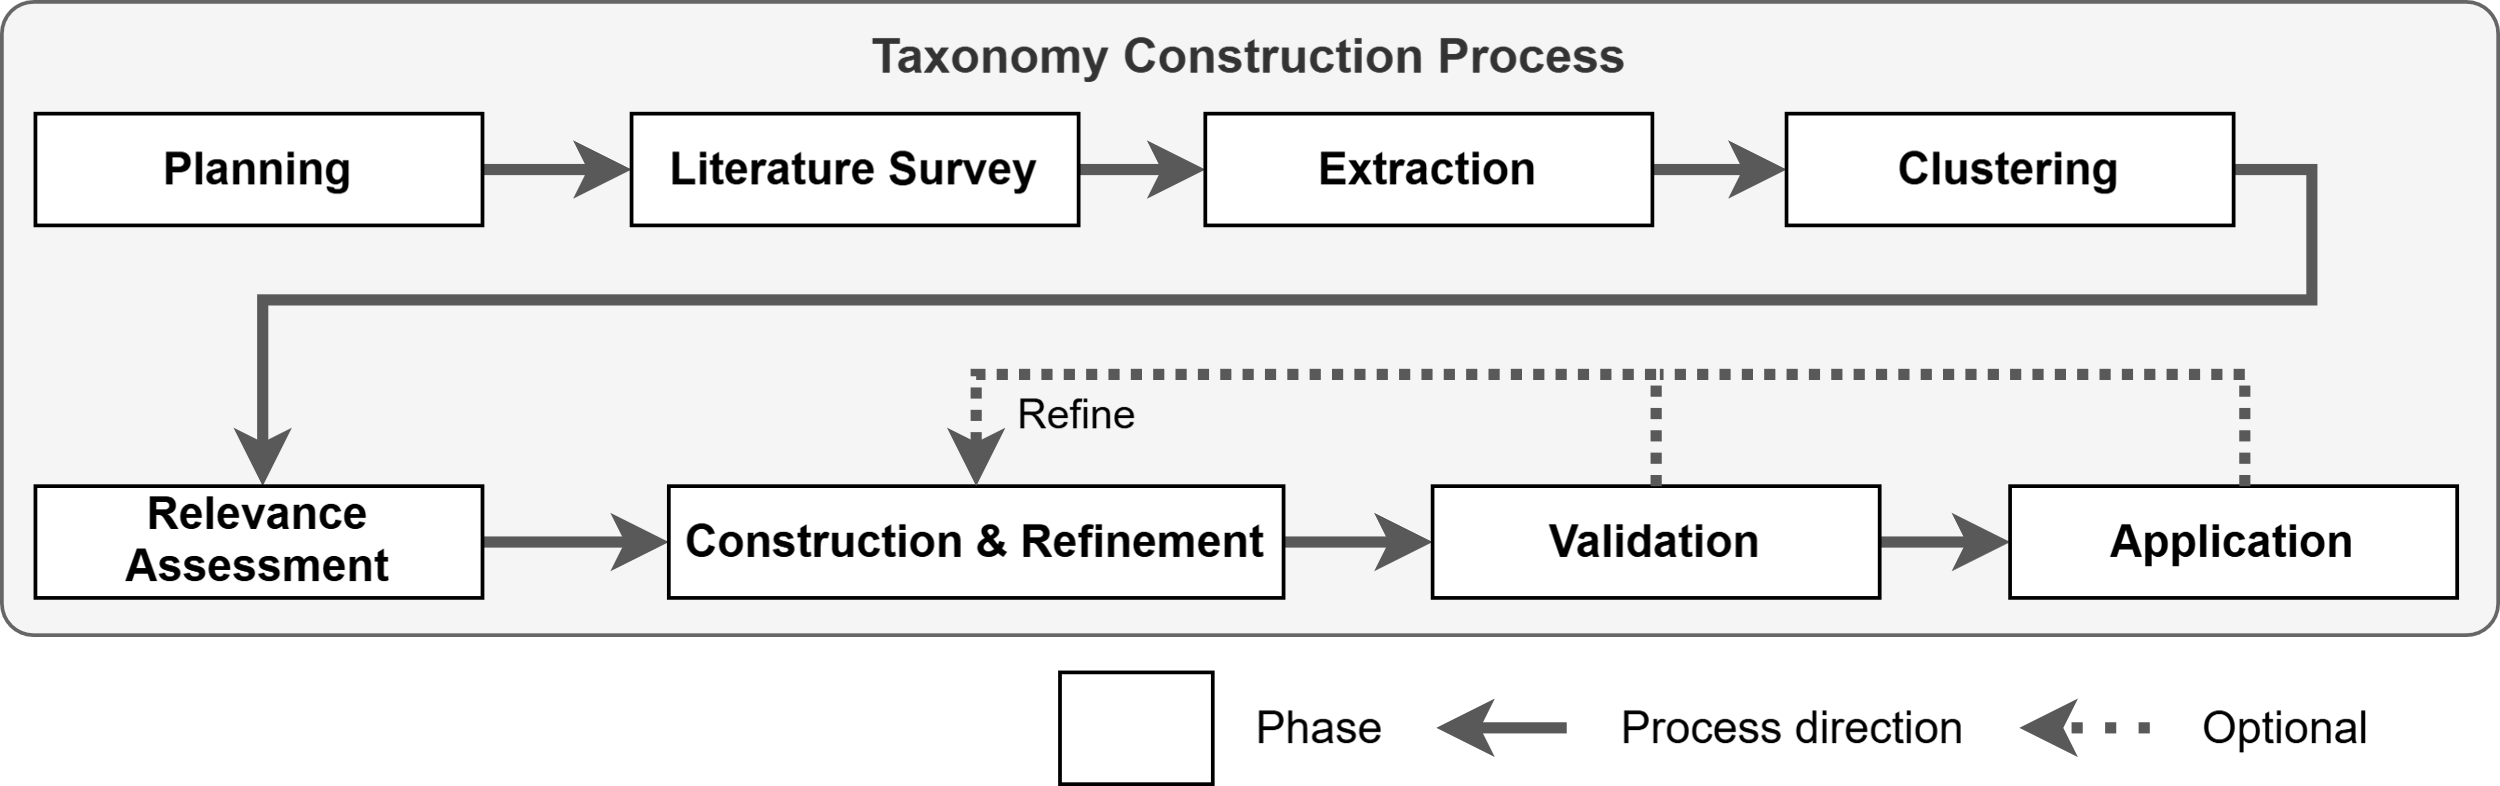 Taxonomy Construction Process
Planning
Literature Survey
Extraction
Clustering
Refine
Relevance
Assessment
Construction & Refinement
Validation
Application
Phase
Process direction
Optional